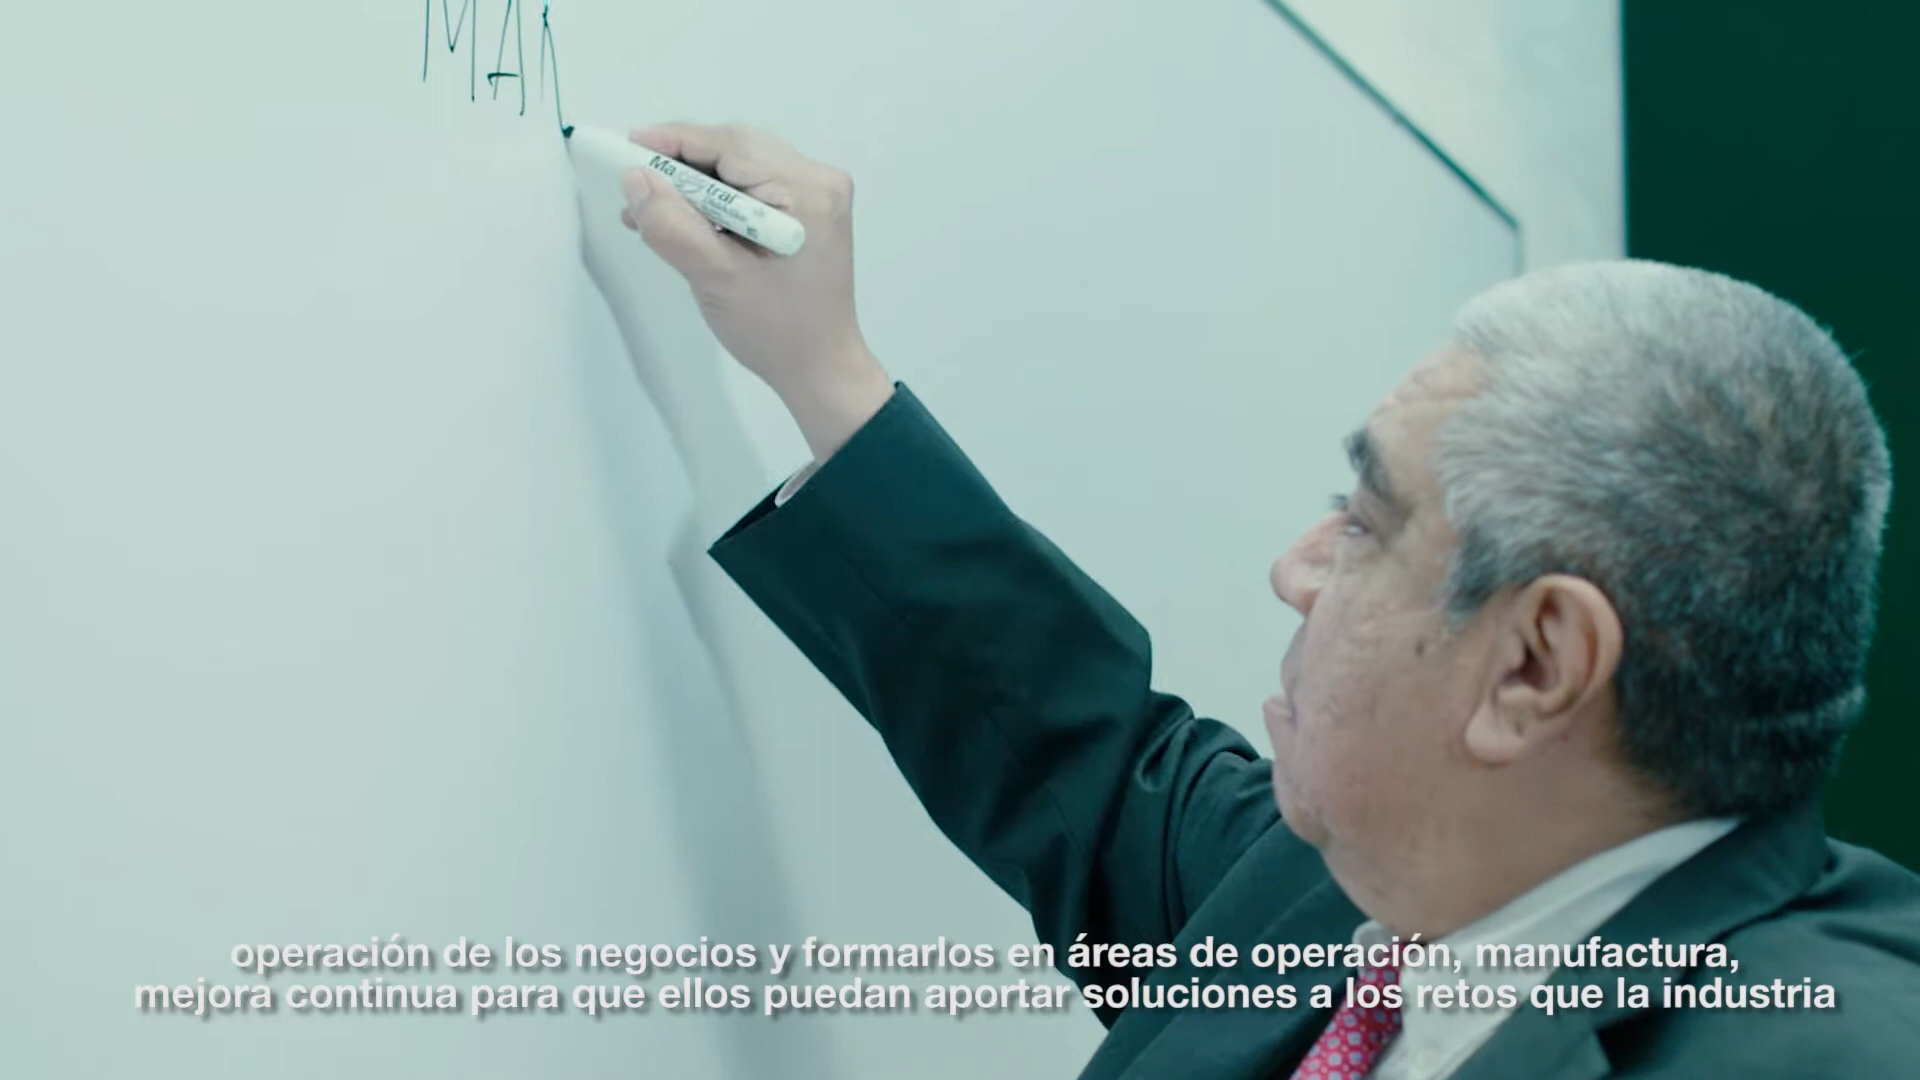 MAN
operación de los negocios y formarlos en áreas de operación, manufactura,
mejora continua para que ellos puedan aportar soluciones a los retos que la industria